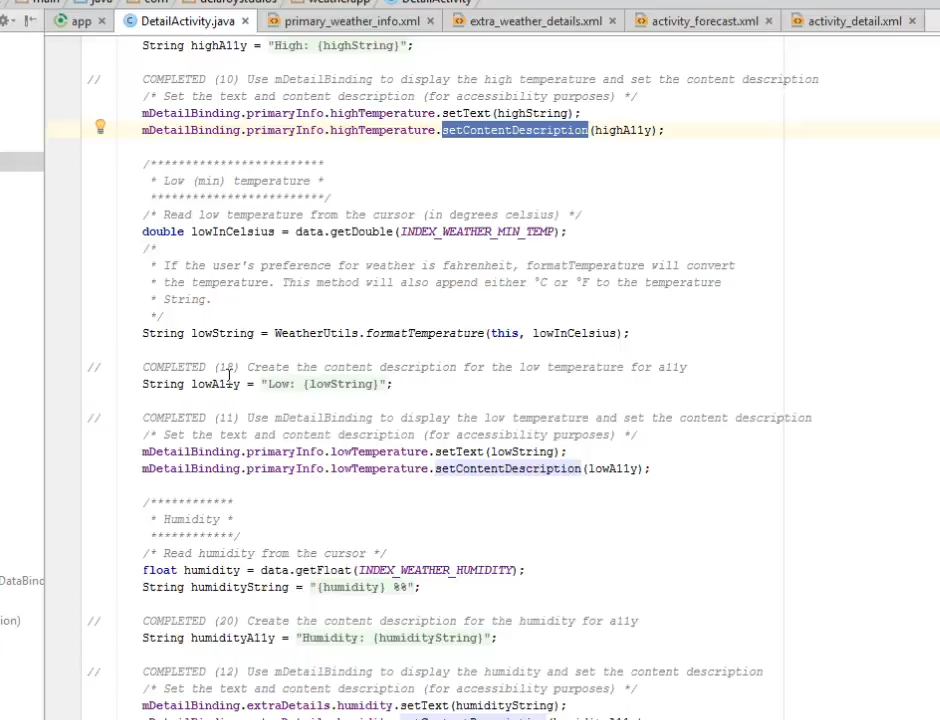 main java com delaroystudios weatherapp DetailActivity
app DetailActivity.java primary_weather_info.xml extra_weather_details.xml activity_forecast.xml activity_detail.xml
String highA11y = "High: {highString}";
// COMPLETED (10) Use mDetailBinding to display the high temperature and set the content description
/* Set the text and content description (for accessibility purposes) */
mDetailBinding.primaryInfo.highTemperature.setText(highString);
mDetailBinding.primaryInfo.highTemperature.setContentDescription(highA11y);
/*************************
* Low (min) temperature *
*************************/
/* Read low temperature from the cursor (in degrees celsius) */
double lowInCelsius = data.getDouble(INDEX_WEATHER_MIN_TEMP);
/*
* If the user's preference for weather is fahrenheit, formatTemperature will convert
* the temperature. This method will also append either °C or °F to the temperature
* String.
*/
String lowString = WeatherUtils.formatTemperature(this, lowInCelsius);
// COMPLETED (18) Create the content description for the low temperature for a11y
String lowA11y = "Low: {lowString}";
// COMPLETED (11) Use mDetailBinding to display the low temperature and set the content description
/* Set the text and content description (for accessibility purposes) */
mDetailBinding.primaryInfo.lowTemperature.setText(lowString);
mDetailBinding.primaryInfo.lowTemperature.setContentDescription(lowA11y);
/************
* Humidity *
************/
/* Read humidity from the cursor */
float humidity = data.getFloat(INDEX_WEATHER_HUMIDITY);
String humidityString = "{humidity} %%";
// COMPLETED (20) Create the content description for the humidity for a11y
String humidityA11y = "Humidity: {humidityString}";
// COMPLETED (12) Use mDetailBinding to display the humidity and set the content description
/* Set the text and content description (for accessibility purposes) */
mDetailBinding.extraDetails.humidity.setText(humidityString);
DataBind
ion)